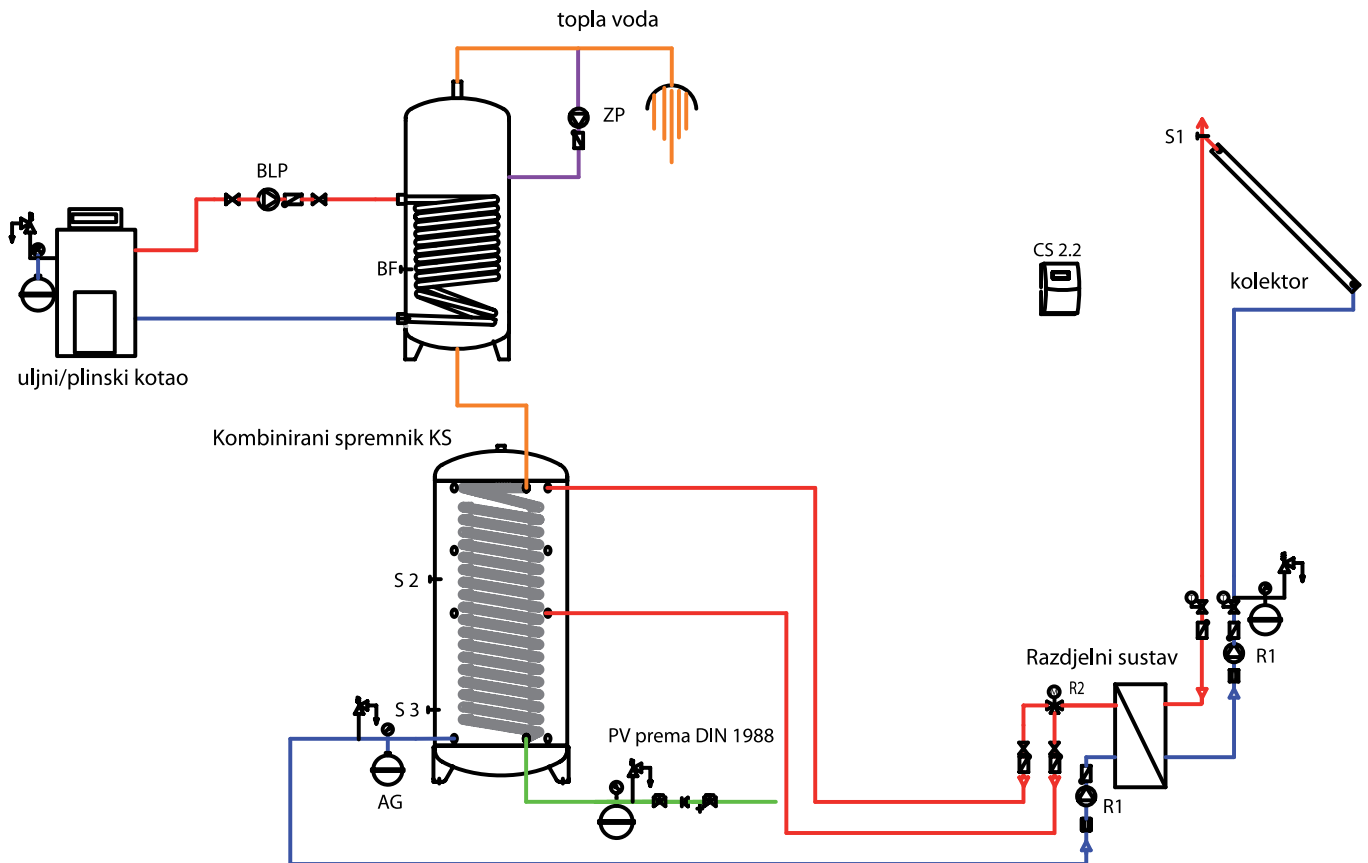 topla voda
ZP
S1
BLP
CS 2.2
BF
kolektor
uljni/plinski kotao
Kombinirani spremnik KS
S 2
Razdjelni sustav
R1
R2
S 3
PV prema DIN 1988
AG
R1